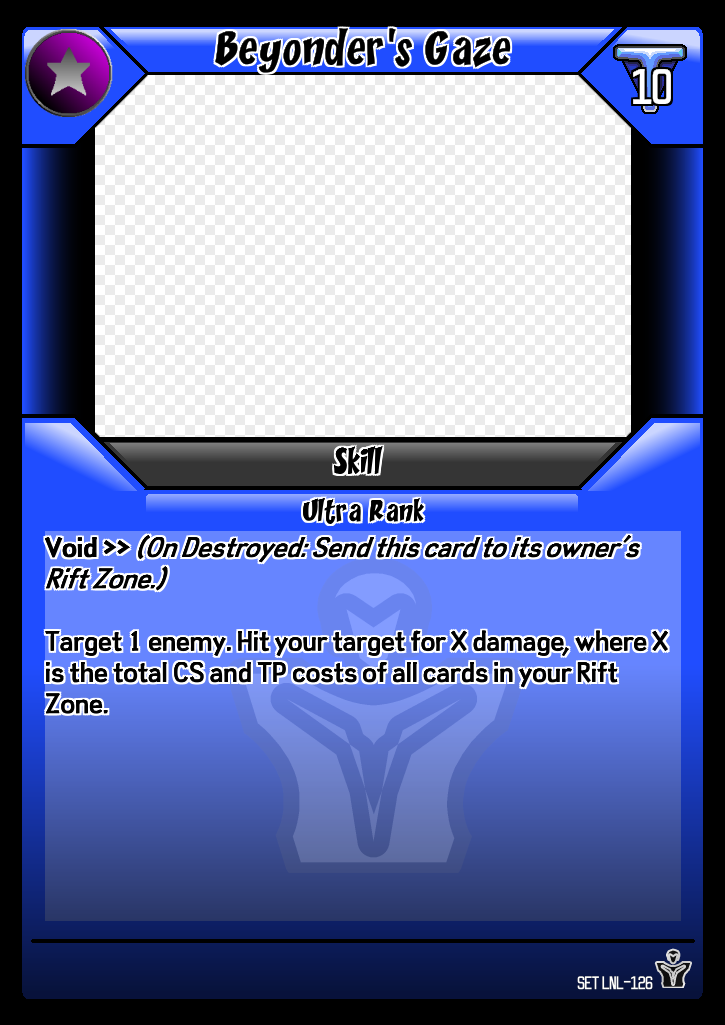 Beyonder's Gaze
10
Skill
Ultra Rank
Void >> (On Destroyed: Send this card to its owner's
Rift Zone.)
Target 1 enemy. Hit your target for X damage, where X
is the total CS and TP costs of all cards in your Rift
Zone.
SET LNL-126